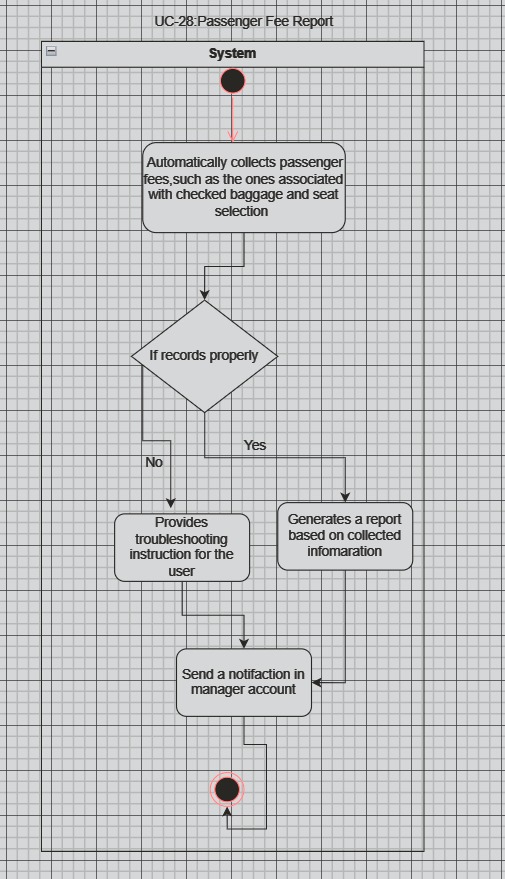 UC-28:Passenger Fee Report
System
Automatically collects passenger
fees,such as the ones associated
with checked baggage and seat
selection
If records properly
Yes
No
Provides
troubleshooting
instruction for the
user
Generates a report
based on collected
infomaration
Send a notifaction in
manager account